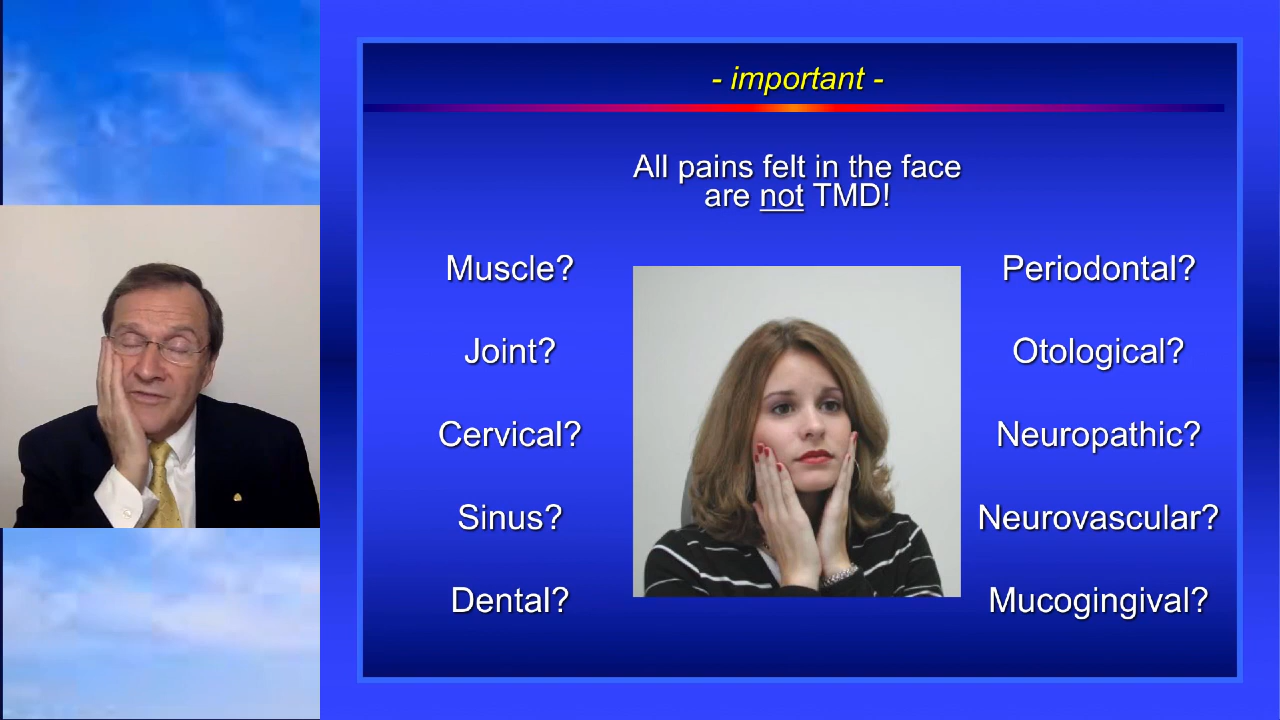 - important -
All pains felt in the face
are not TMD!
Muscle?
Joint?
Cervical?
Sinus?
Dental?
Periodontal?
Otological?
Neuropathic?
Neurovascular?
Mucogingival?